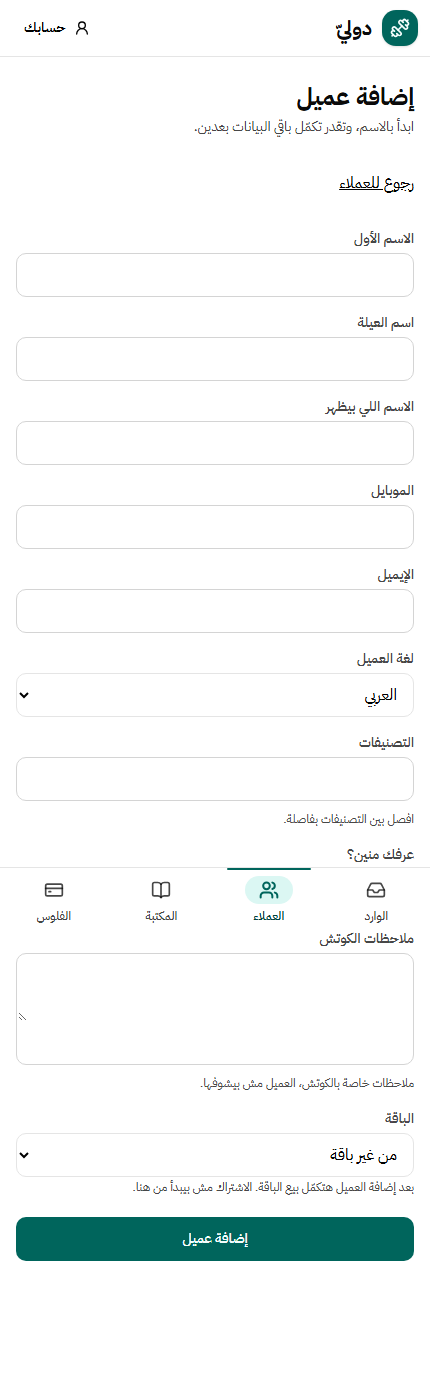 دوليّ
حسابك
إضافة عميل
ابدأ بالاسم، وتقدر تكمّل باقي البيانات بعدين.
رجوع للعملاء
الاسم الأول
اسم العيلة
الاسم اللي بيظهر
الموبايل
الإيميل
لغة العميل
العربي
التصنيفات
افصل بين التصنيفات بفاصلة.
عرفك منين؟
الوارد
العملاء
المكتبة
الفلوس
ملاحظات الكوتش
ملاحظات خاصة بالكوتش، العميل مش بيشوفها.
الباقة
من غير باقة
بعد إضافة العميل هتكمّل بيع الباقة. الاشتراك مش بيبدأ من هنا.
إضافة عميل